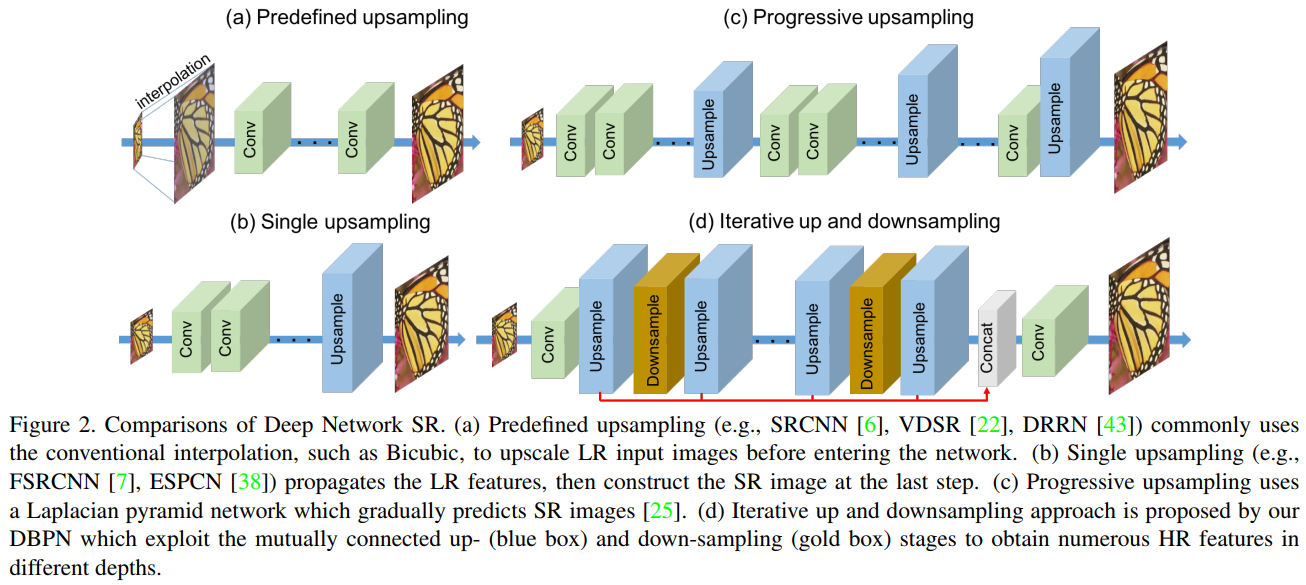 (a) Predefined upsampling
interpolation
Conv
Conv
(c) Progressive upsampling
Conv
Conv
Upsample
Conv
Conv
Upsample
Conv
Upsample
(b) Single upsampling
Conv
Conv
Upsample
(d) Iterative up and downsampling
Conv
Upsample
Downsample
Upsample
Upsample
Downsample
Upsample
Concat
Conv
Figure 2. Comparisons of Deep Network SR. (a) Predefined upsampling (e.g., SRCNN [6], VDSR [22], DRRN [43]) commonly uses
the conventional interpolation, such as Bicubic, to upscale LR input images before entering the network. (b) Single upsampling (e.g.,
FSRCNN [7], ESPCN [38]) propagates the LR features, then construct the SR image at the last step. (c) Progressive upsampling uses
a Laplacian pyramid network which gradually predicts SR images [25]. (d) Iterative up and downsampling approach is proposed by our
DBPN which exploit the mutually connected up- (blue box) and down-sampling (gold box) stages to obtain numerous HR features in
different depths.